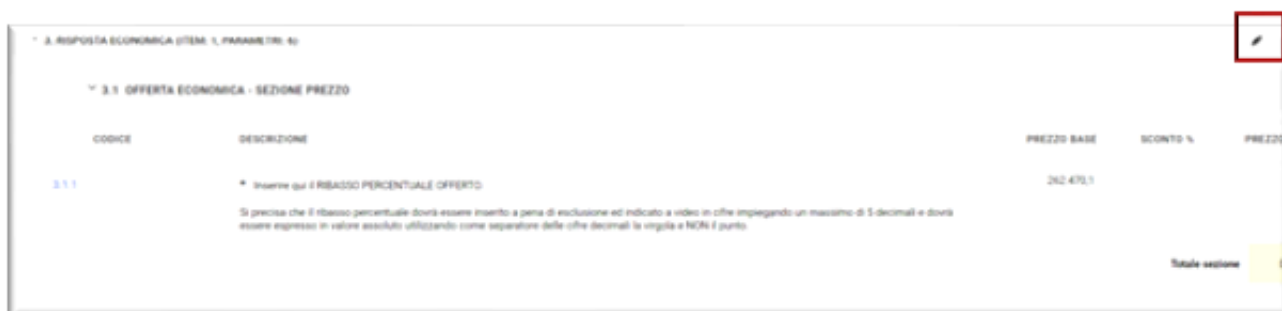 3. RISPOSTA ECONOMICA (ITEM: 1, PARAMETRI: 6)
3.1 OFFERTA ECONOMICA - SEZIONE PREZZO
CODICE DESCRIZIONE PREZZO BASE SCONTO % PREZZO
3.1.1 * Inserire qui il RIBASSO PERCENTUALE OFFERTO. 262.470,1
Si precisa che il ribasso percentuale dovrà essere inserito a pena di esclusione ed indicato a video in cifre impiegando un massimo di 5 decimali e dovrà
essere espresso in valore assoluto utilizzando come separatore delle cifre decimali la virgola e NON il punto.
Totale sezione